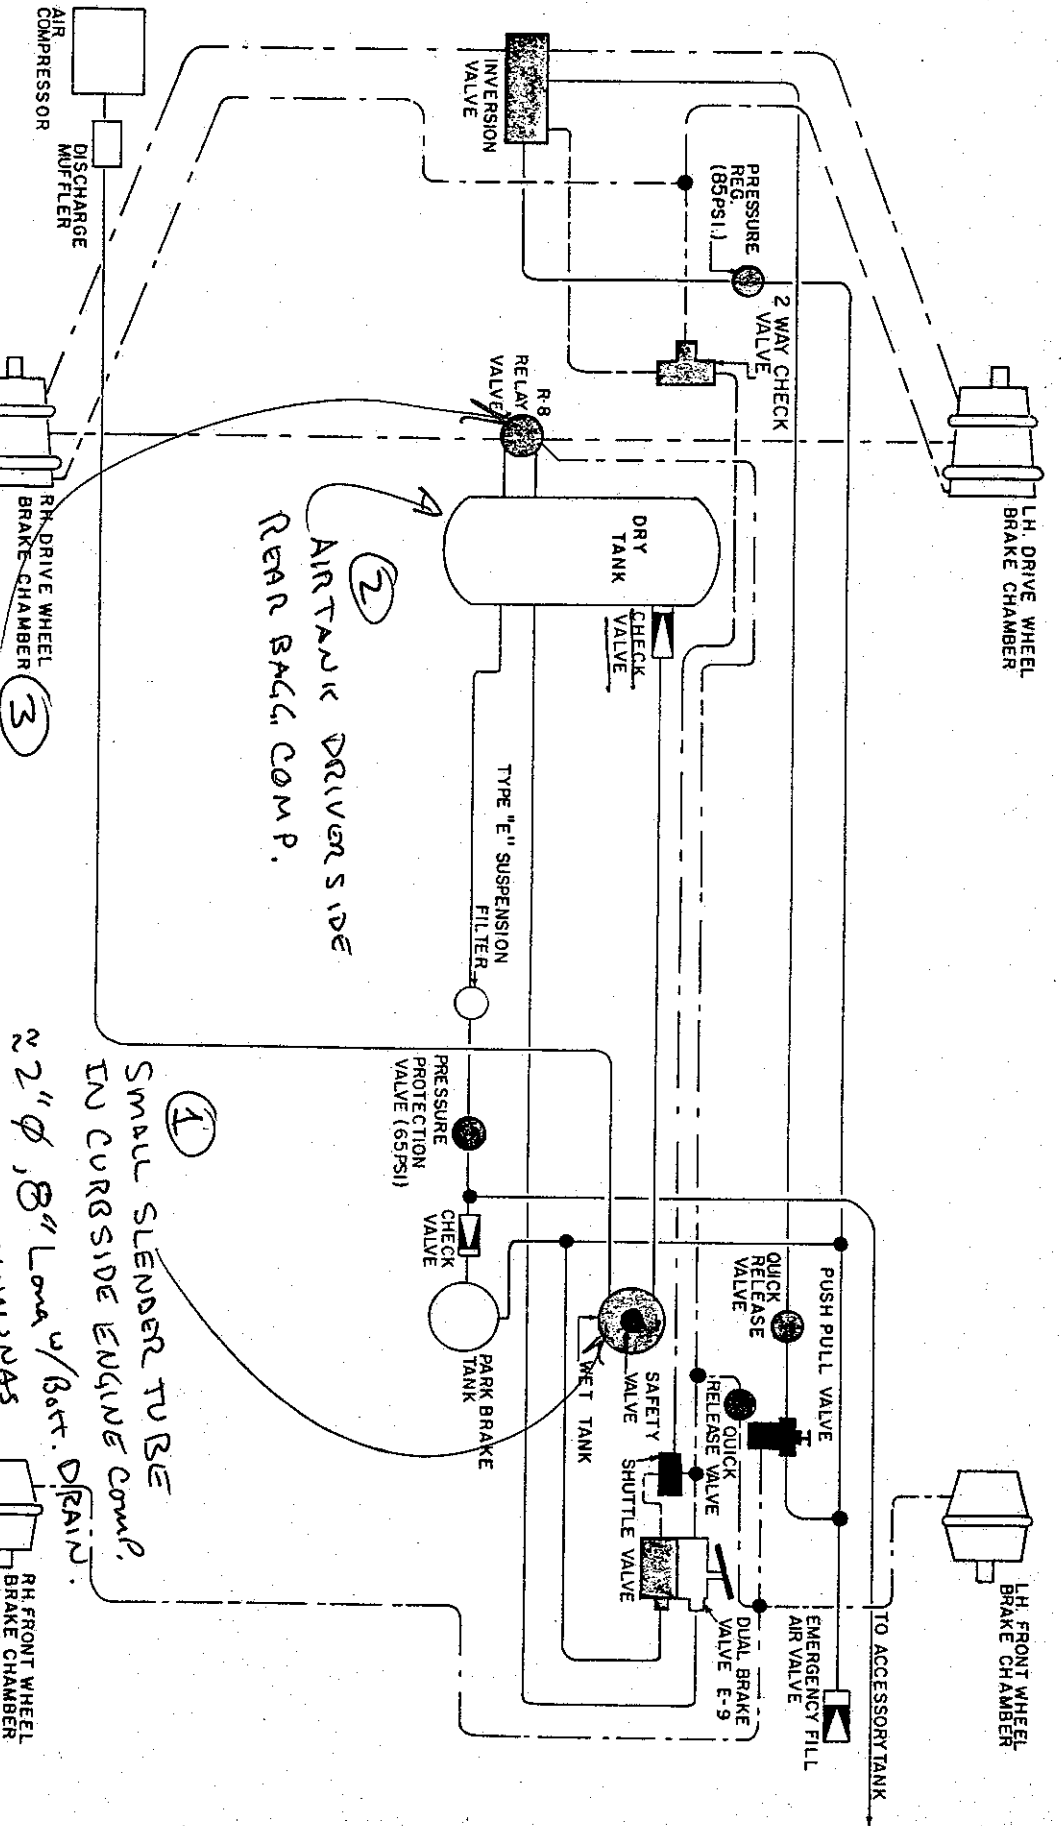 LH. DRIVE WHEEL
BRAKE CHAMBER
LH. FRONT WHEEL
BRAKE CHAMBER
TO ACCESSORY TANK
EMERGENCY FILL
AIR VALVE
PUSH PULL VALVE
QUICK
RELEASE
VALVE
2 WAY CHECK
VALVE
PRESSURE
REG.
(85PSI.)
DUAL BRAKE
VALVE E-9
QUICK
RELEASE VALVE
SAFETY
VALVE
SHUTTLE VALVE
WET TANK
DRY
TANK
CHECK
VALVE
INVERSION
VALVE
R-8
RELAY
VALVE
TYPE "E" SUSPENSION
FILTER
PRESSURE
PROTECTION
VALVE (65PSI)
CHECK
VALVE
PARK BRAKE
TANK
2
AIRTANK DRIVERSIDE
REAR BAGG. COMP.
1
SMALL SLENDER TUBE
IN CURBSIDE ENGINE COMP.
~2"Ø, 8" Long w/Bott. DRAIN.
AIR
COMPRESSOR
DISCHARGE
MUFFLER
RH. DRIVE WHEEL
BRAKE CHAMBER
3
RH. FRONT WHEEL
BRAKE CHAMBER